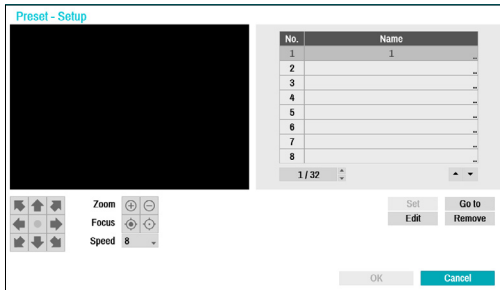 Preset - Setup
No. Name
1 1 ...
2 ...
3 ...
4 ...
5 ...
6 ...
7 ...
8 ...
1 / 32
Zoom
Focus
Speed 8
Set Go to
Edit Remove
OK Cancel